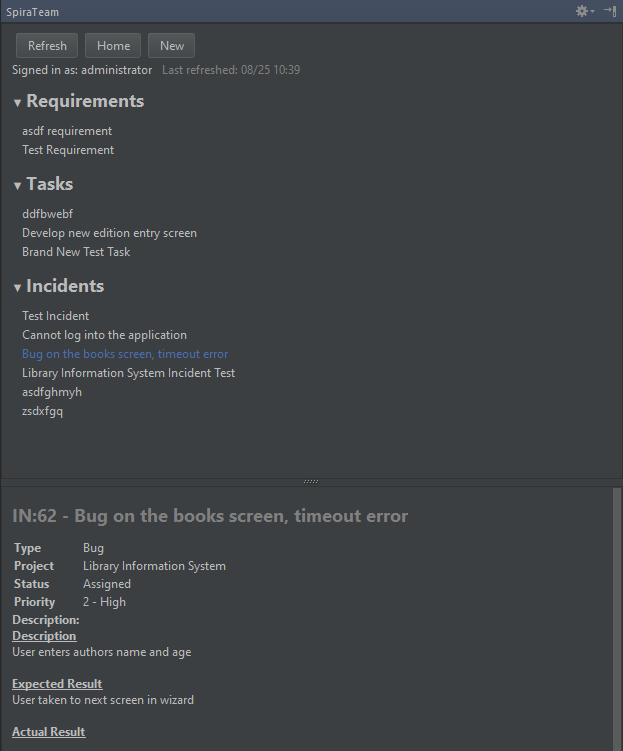 SpiraTeam
Refresh Home New
Signed in as: administrator Last refreshed: 08/25 10:39
Requirements
asdf requirement
Test Requirement
Tasks
ddfbwebf
Develop new edition entry screen
Brand New Test Task
Incidents
Test Incident
Cannot log into the application
Bug on the books screen, timeout error
Library Information System Incident Test
asdfghmyh
zsdxfgq
IN:62 - Bug on the books screen, timeout error
Type Bug
Project Library Information System
Status Assigned
Priority 2 - High
Description:
Description
User enters authors name and age
Expected Result
User taken to next screen in wizard
Actual Result